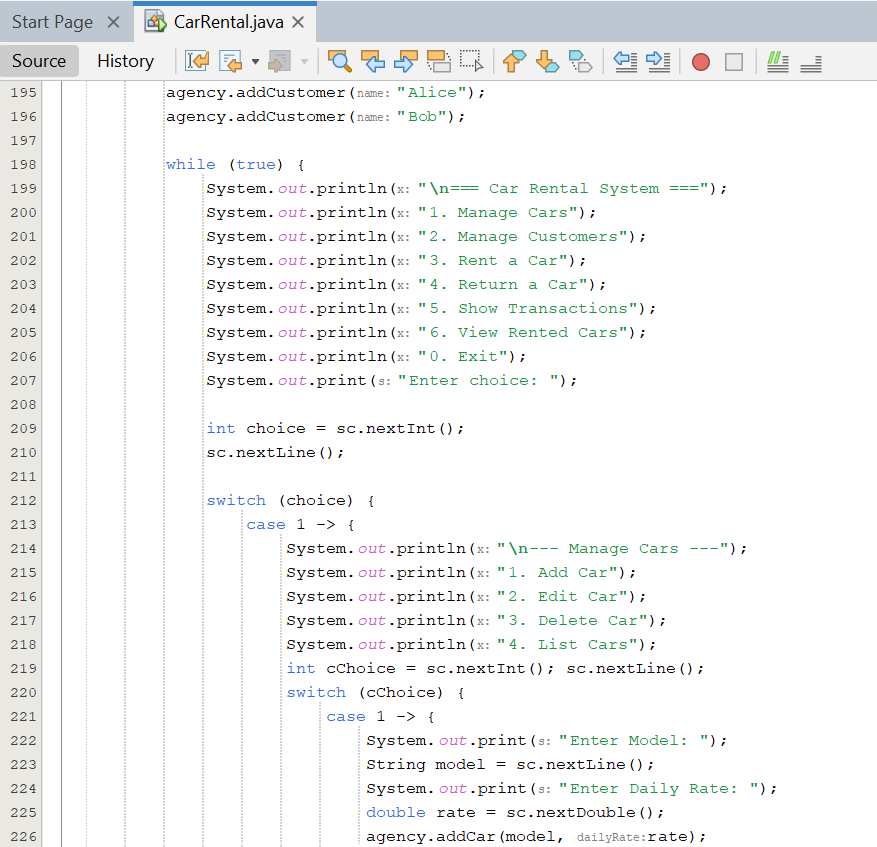 Start Page
CarRental.java
Source
History
195 agency.addCustomer(name: "Alice");
196 agency.addCustomer(name: "Bob");
197
198 while (true) {
199 System.out.println(x: "\n=== Car Rental System ===");
200 System.out.println(x: "1. Manage Cars");
201 System.out.println(x: "2. Manage Customers");
202 System.out.println(x: "3. Rent a Car");
203 System.out.println(x: "4. Return a Car");
204 System.out.println(x: "5. Show Transactions");
205 System.out.println(x: "6. View Rented Cars");
206 System.out.println(x: "0. Exit");
207 System.out.print(s: "Enter choice: ");
208
209 int choice = sc.nextInt();
210 sc.nextLine();
211
212 switch (choice) {
213 case 1 -> {
214 System.out.println(x: "\n--- Manage Cars ---");
215 System.out.println(x: "1. Add Car");
216 System.out.println(x: "2. Edit Car");
217 System.out.println(x: "3. Delete Car");
218 System.out.println(x: "4. List Cars");
219 int cChoice = sc.nextInt(); sc.nextLine();
220 switch (cChoice) {
221 case 1 -> {
222 System.out.print(s: "Enter Model: ");
223 String model = sc.nextLine();
224 System.out.print(s: "Enter Daily Rate: ");
225 double rate = sc.nextDouble();
226 agency.addCar(model, dailyRate: rate);